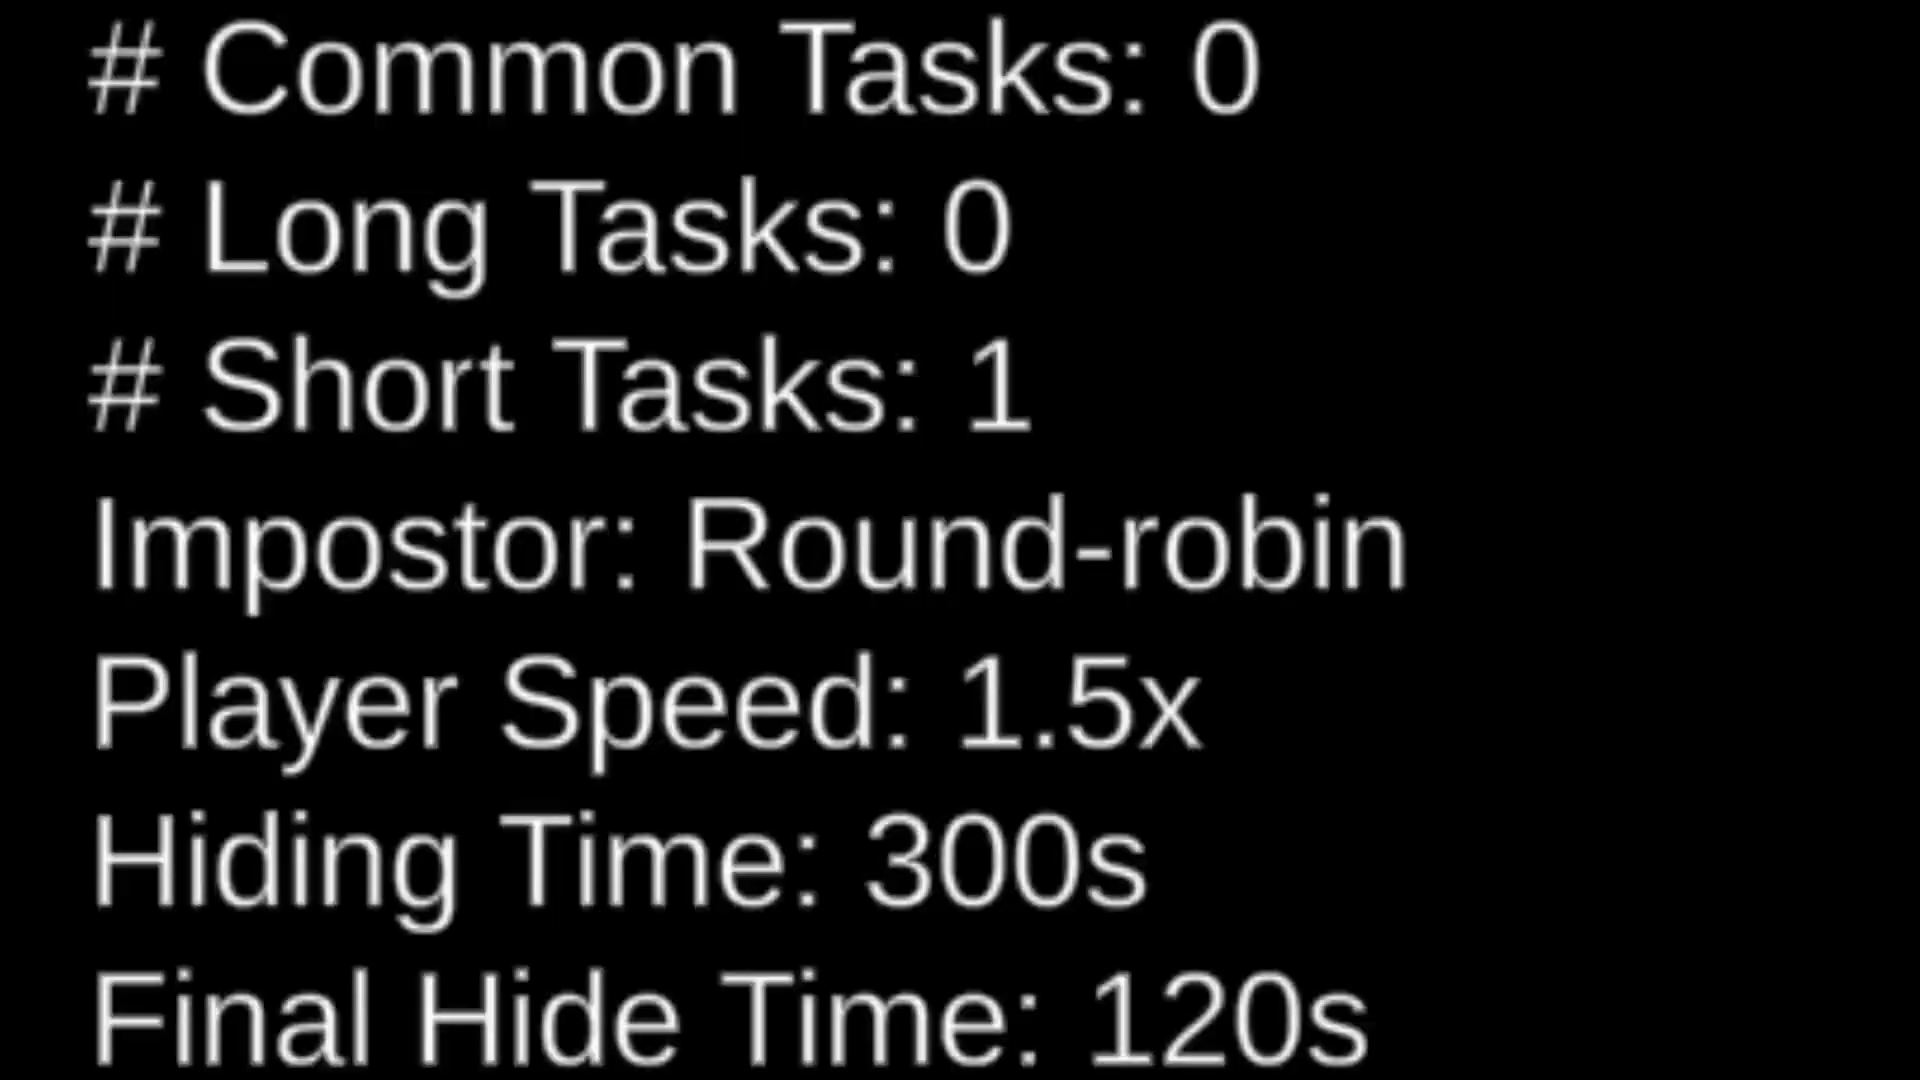 # Common Tasks: 0
# Long Tasks: 0
# Short Tasks: 1
Impostor: Round-robin
Player Speed: 1.5x
Hiding Time: 300s
Final Hide Time: 120s